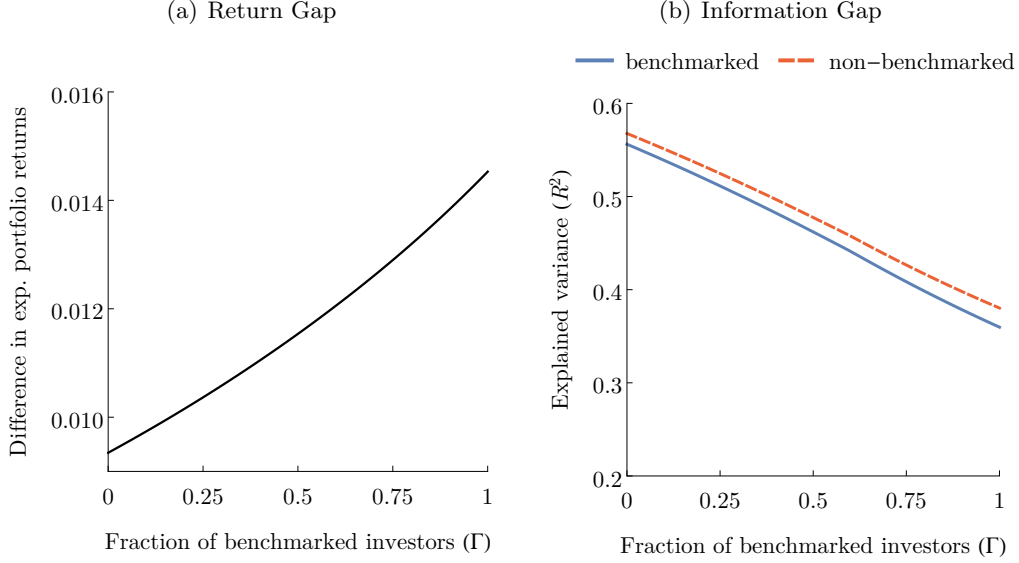 (a) Return Gap
Difference in exp. portfolio returns
0.016
0.014
0.012
0.010
0
0.25
0.5
0.75
1
Fraction of benchmarked investors (Γ)
(b) Information Gap
benchmarked
non−benchmarked
Explained variance (R²)
0.6
0.5
0.4
0.3
0.2
0
0.25
0.5
0.75
1
Fraction of benchmarked investors (Γ)